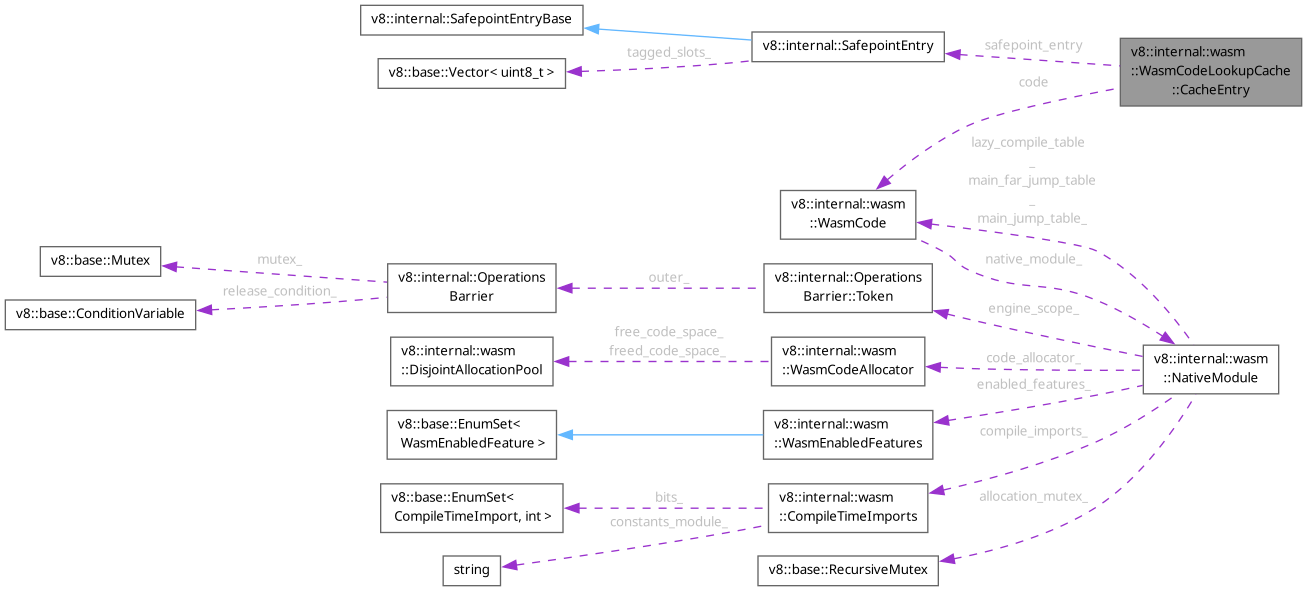 v8::internal::SafepointEntryBase
v8::internal::SafepointEntry
safepoint_entry
v8::internal::wasm
::WasmCodeLookupCache
::CacheEntry
tagged_slots_
v8::base::Vector< uint8_t >
code
lazy_compile_table
_
main_far_jump_table
_
main_jump_table_
v8::internal::wasm
::WasmCode
native_module_
v8::base::Mutex
mutex_
v8::internal::Operations
Barrier
outer_
v8::internal::Operations
Barrier::Token
release_condition_
v8::base::ConditionVariable
engine_scope_
free_code_space_
freed_code_space_
v8::internal::wasm
::DisjointAllocationPool
v8::internal::wasm
::WasmCodeAllocator
code_allocator_
v8::internal::wasm
::NativeModule
enabled_features_
v8::base::EnumSet<
WasmEnabledFeature >
v8::internal::wasm
::WasmEnabledFeatures
compile_imports_
v8::base::EnumSet<
CompileTimeImport, int >
bits_
v8::internal::wasm
::CompileTimeImports
allocation_mutex_
constants_module_
string
v8::base::RecursiveMutex